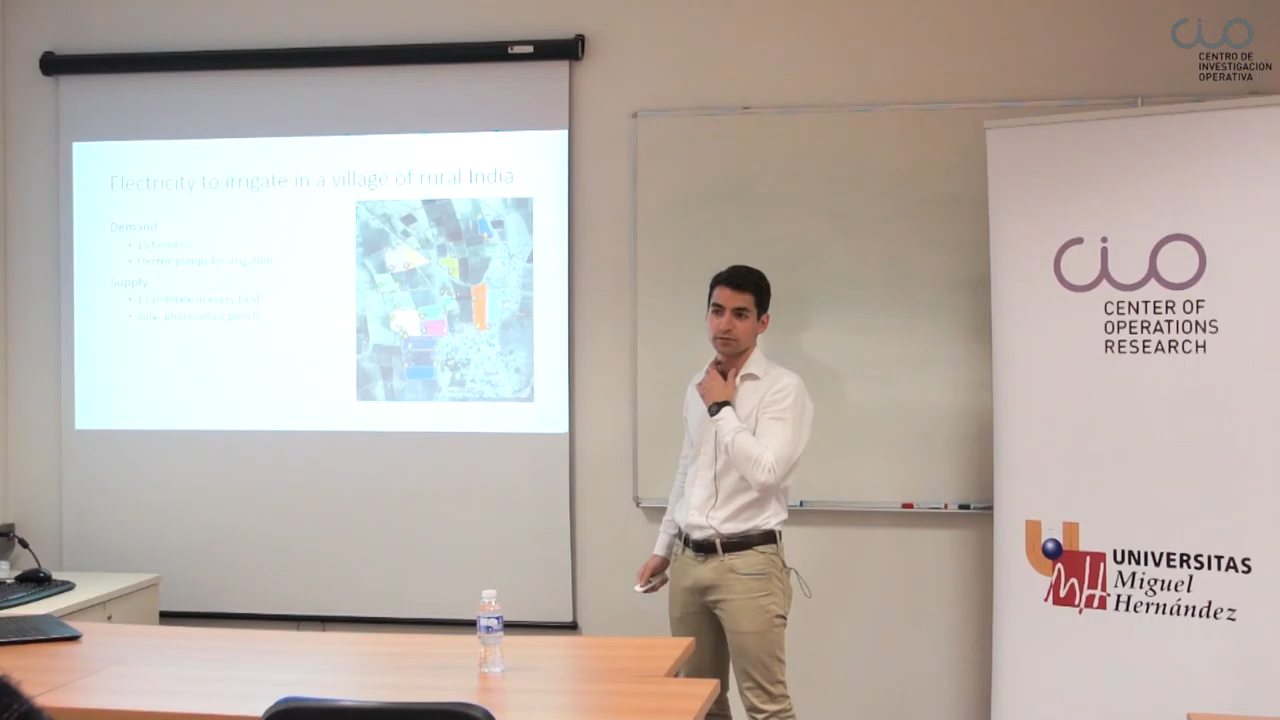 Electricity to irrigate in a village of rural India
Demand
• 15 farmers
• Electric pumps for irrigation
Supply
• 1 candidate in every field
• Solar photovoltaic panels
CIO
CENTRO DE
INVESTIGACION
OPERATIVA
CIO
CENTER OF
OPERATIONS
RESEARCH
UMH
UNIVERSITAS
Miguel
Hernández